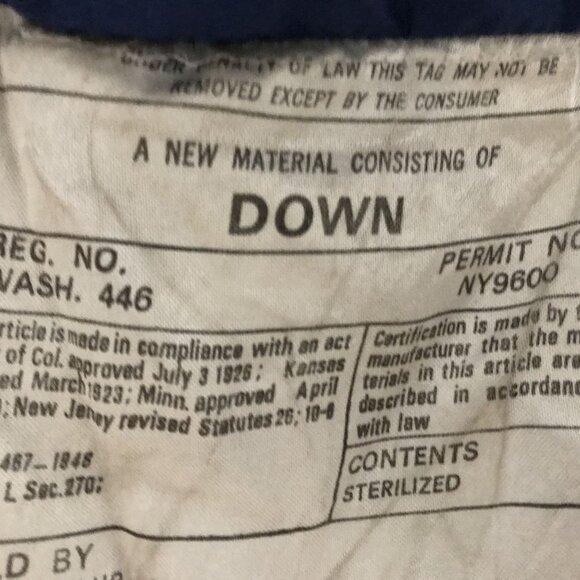 UNDER PENALTY OF LAW THIS TAG MAY NOT BE
REMOVED EXCEPT BY THE CONSUMER
A NEW MATERIAL CONSISTING OF
DOWN
REG. NO.
WASH. 446
PERMIT NO
NY9600
rticle is made in compliance with an act
of Col. approved July 3 1926; Kansas
ed March 1923; Minn. approved April
; New Jersey revised Statutes 26; 10-6
467-1946
L Sec. 270;
Certification is made by t
manufacturer that the m
terials in this article are
described in accordanc
with law
CONTENTS
STERILIZED
D BY